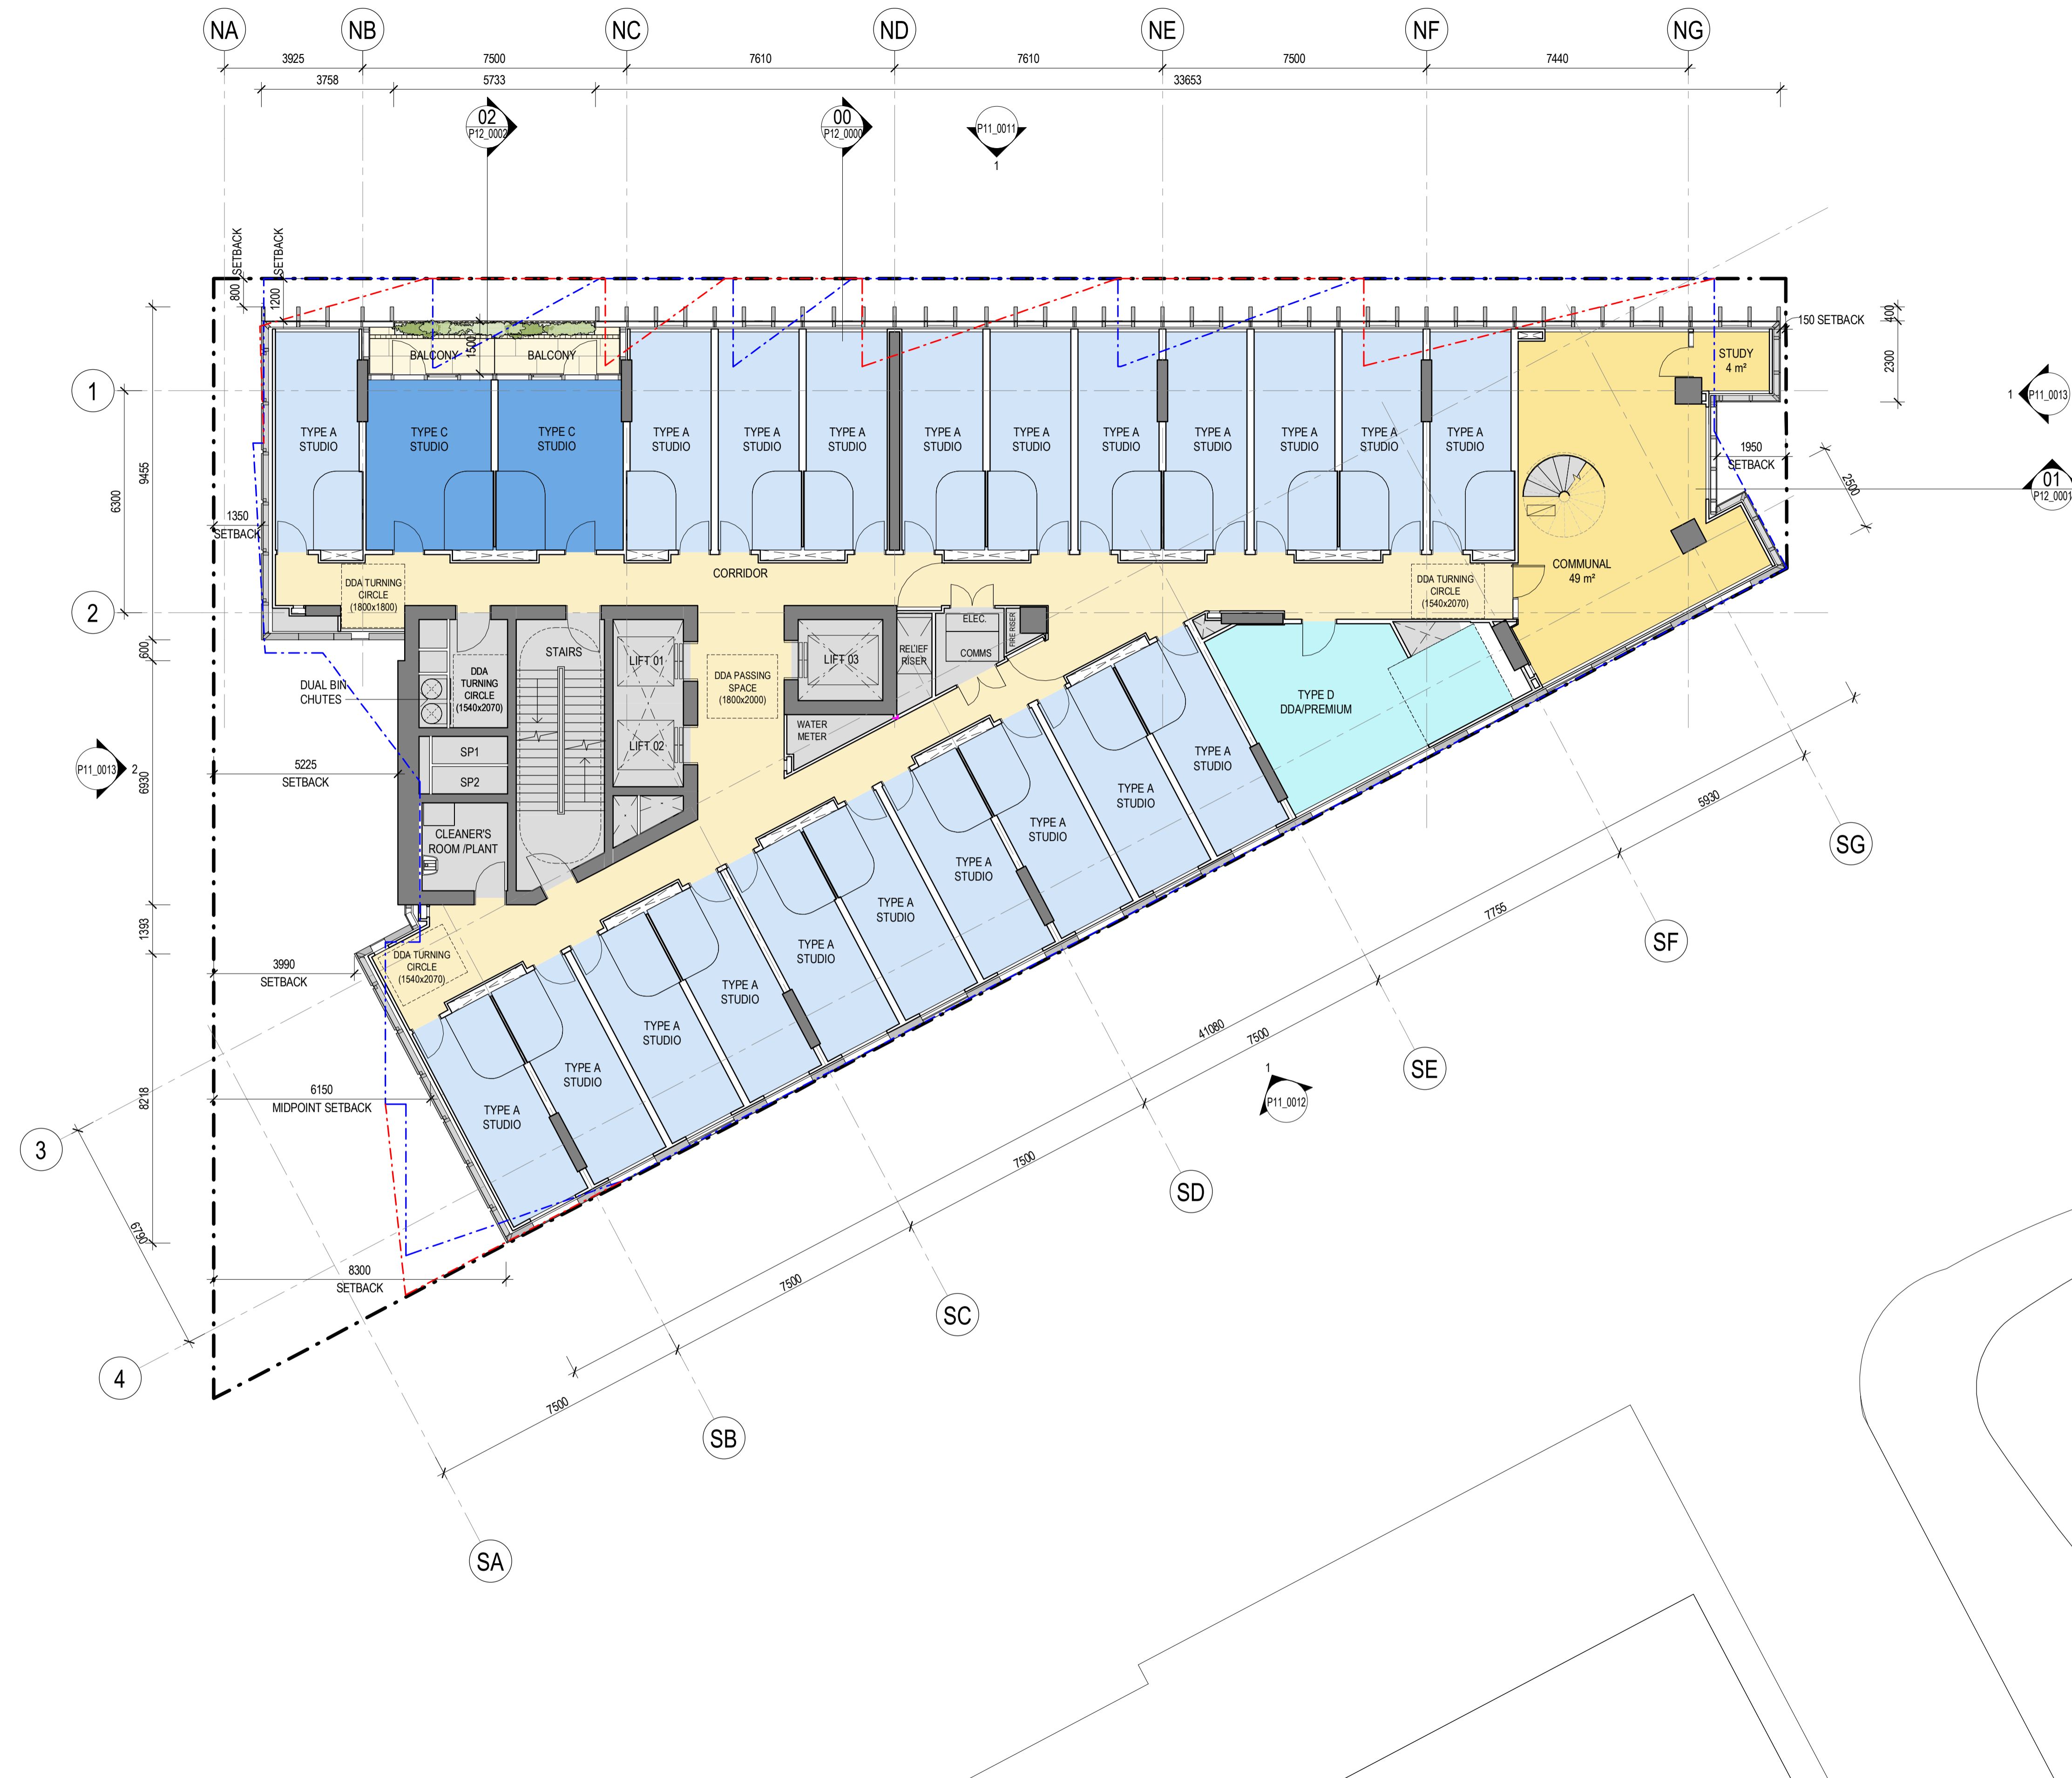 NA
NB
NC
ND
NE
NF
NG
3925
7500
7610
7610
7500
7440
3758
5733
33653
02
P12_0002
00
P12_0000
P11_0011
1
800
SETBACK
1200
SETBACK
400
150 SETBACK
2300
BALCONY
1500
BALCONY
STUDY
4 m²
1
1
P11_0013
TYPE A
STUDIO
TYPE C
STUDIO
TYPE C
STUDIO
TYPE A
STUDIO
TYPE A
STUDIO
TYPE A
STUDIO
TYPE A
STUDIO
TYPE A
STUDIO
TYPE A
STUDIO
TYPE A
STUDIO
TYPE A
STUDIO
TYPE A
STUDIO
TYPE A
STUDIO
1950
SETBACK
2500
01
P12_0001
9455
6300
1350
SETBACK
CORRIDOR
COMMUNAL
49 m²
DDA TURNING
CIRCLE
(1800x1800)
DDA TURNING
CIRCLE
(1540x2070)
2
600
STAIRS
LIFT 01
LIFT 03
RELIEF
RISER
ELEC.
COMMS
FIRE RISER
DDA
TURNING
CIRCLE
(1540x2070)
DDA PASSING
SPACE
(1800x2000)
DUAL BIN
CHUTES
TYPE D
DDA/PREMIUM
WATER
METER
LIFT 02
SP1
SP2
P11_0013
2
5225
SETBACK
6930
CLEANER'S
ROOM /PLANT
TYPE A
STUDIO
TYPE A
STUDIO
TYPE A
STUDIO
TYPE A
STUDIO
TYPE A
STUDIO
TYPE A
STUDIO
TYPE A
STUDIO
TYPE A
STUDIO
TYPE A
STUDIO
TYPE A
STUDIO
1393
DDA TURNING
CIRCLE
(1540x2070)
3990
SETBACK
6150
MIDPOINT SETBACK
8218
3
6790
8300
SETBACK
4
5930
7755
41080
7500
7500
7500
7500
1
P11_0012
SG
SF
SE
SD
SC
SB
SA